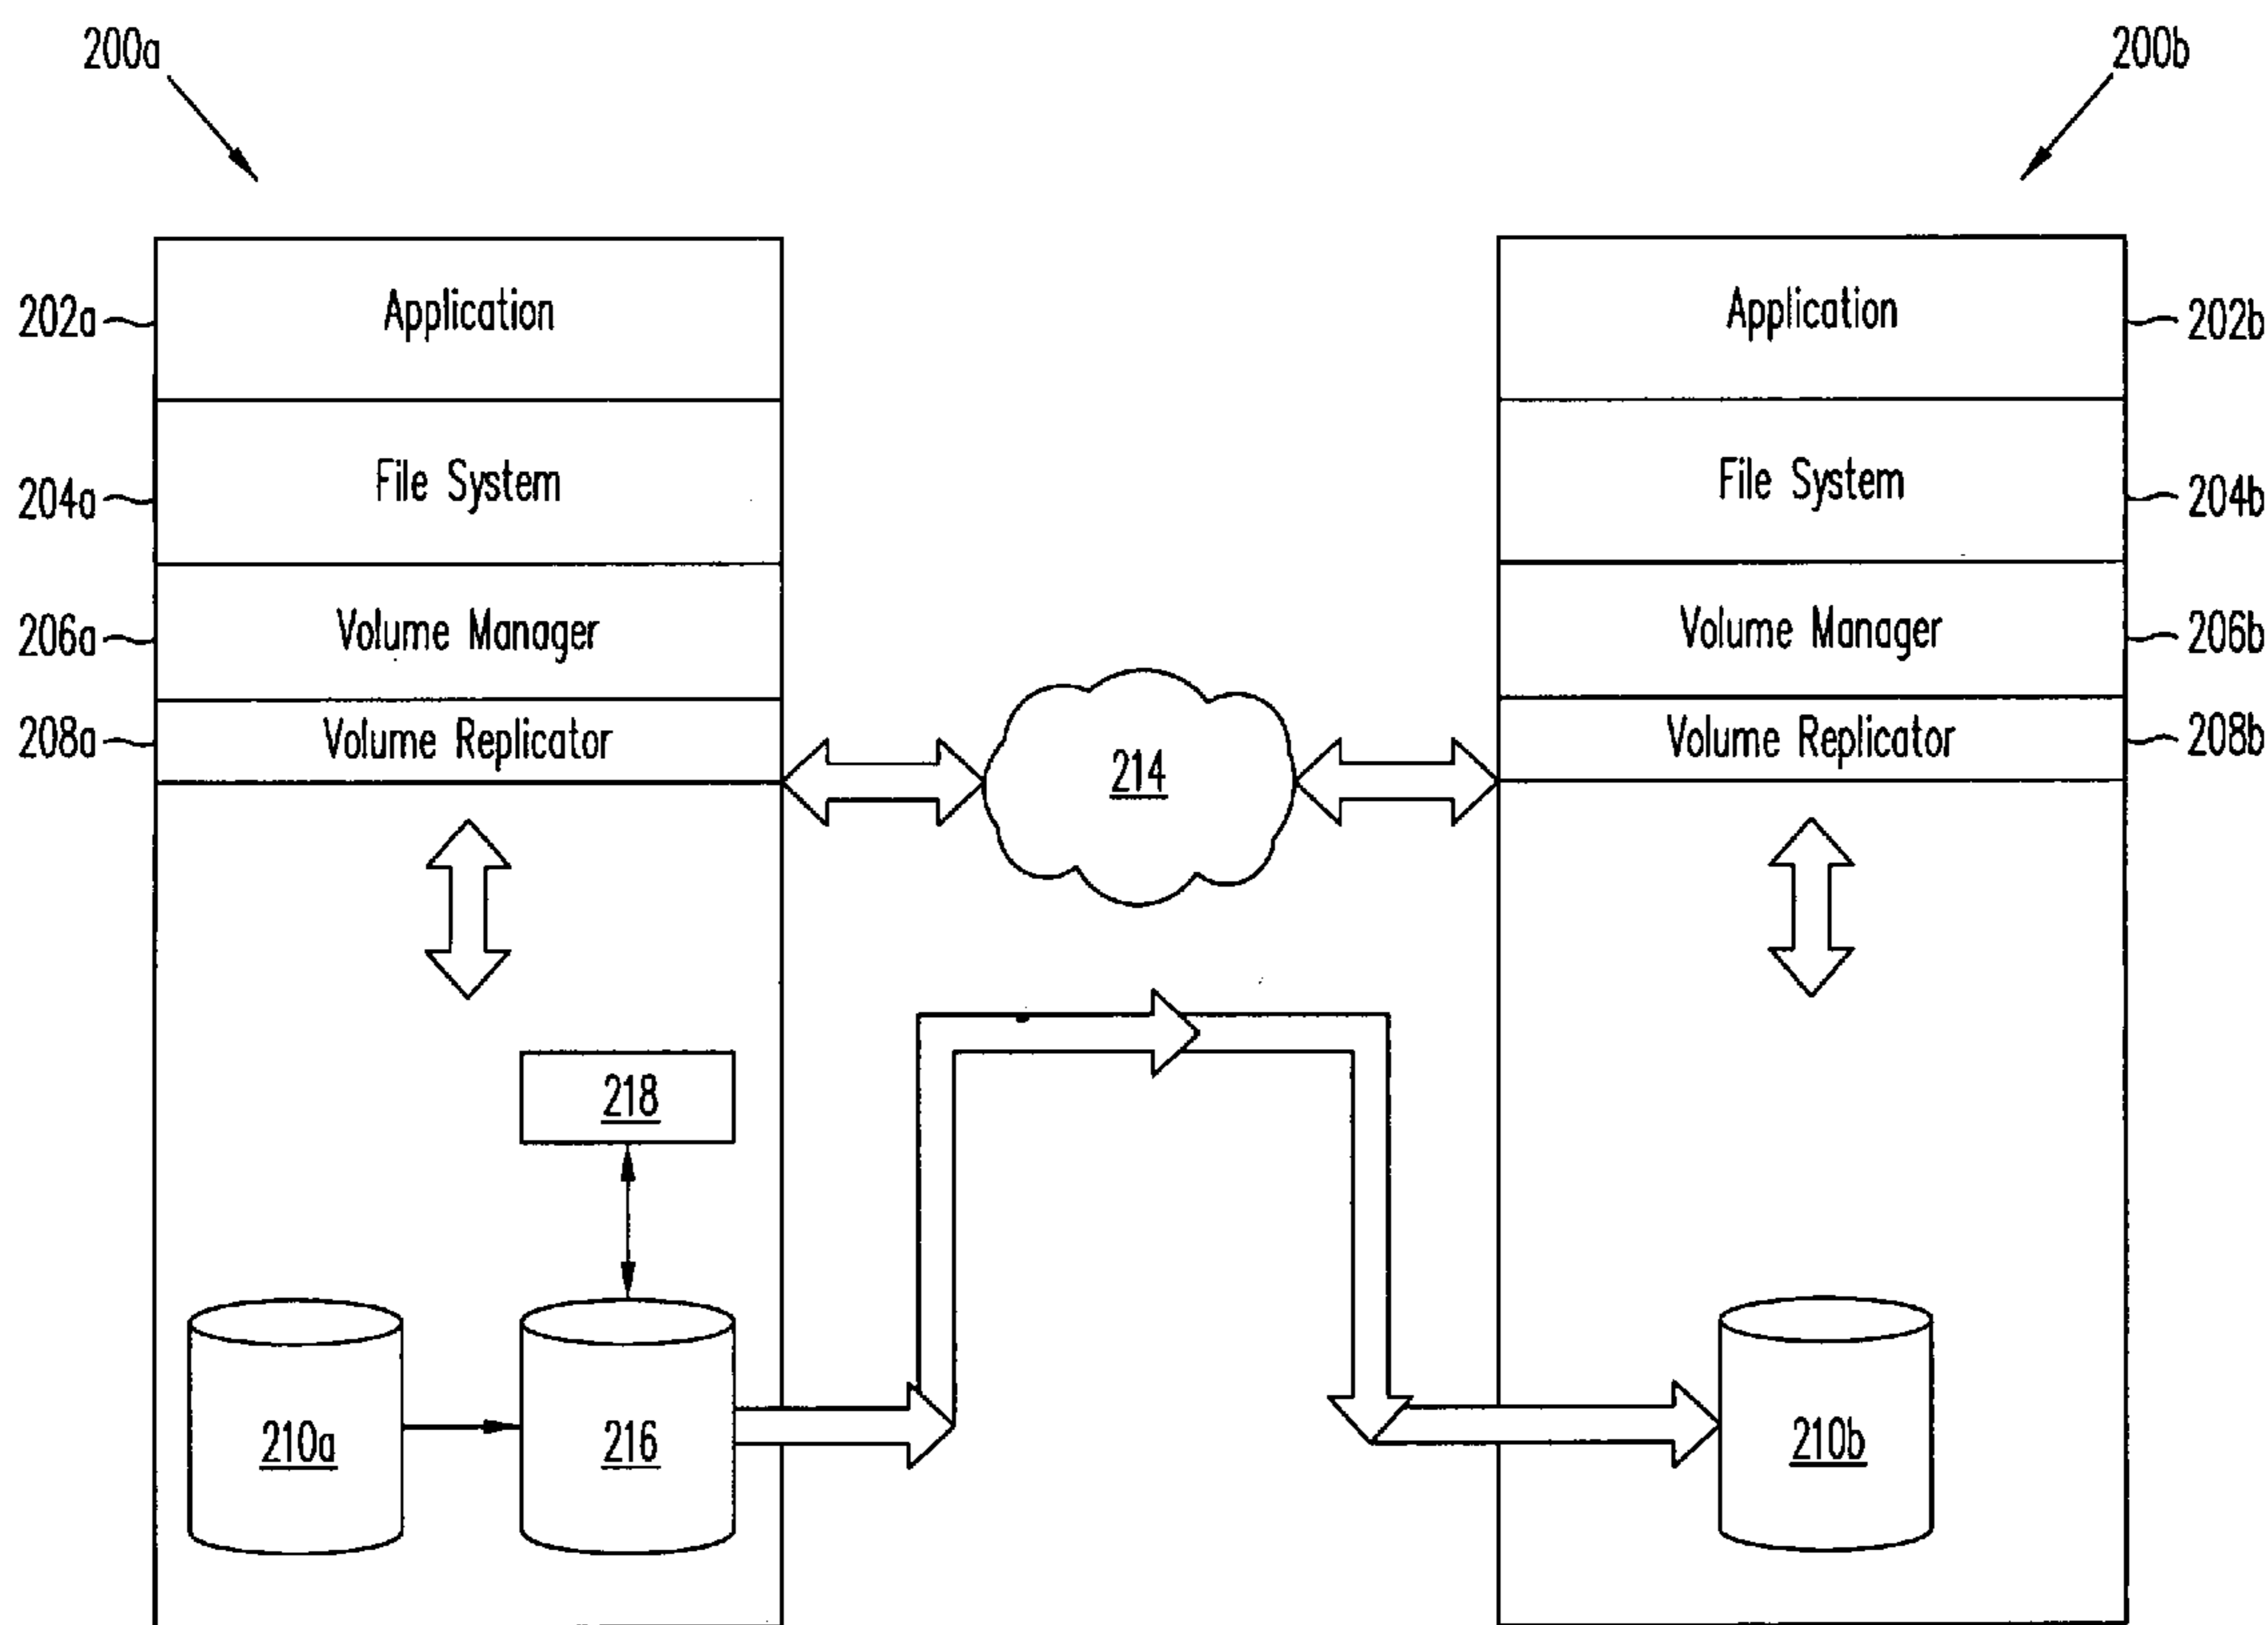 200a
200b
202a
Application
Application
202b
204a
File System
File System
204b
206a
Volume Manager
Volume Manager
206b
208a
Volume Replicator
Volume Replicator
208b
214
218
210a
216
210b